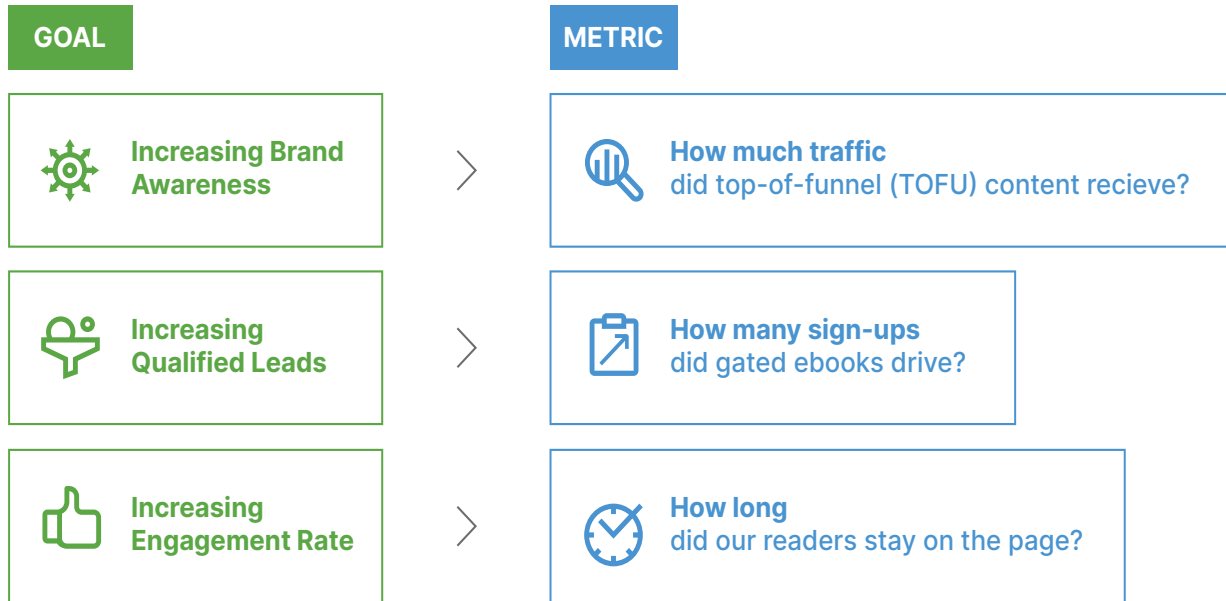 GOAL
METRIC
Increasing Brand
Awareness
How much traffic
did top-of-funnel (TOFU) content recieve?
Increasing
Qualified Leads
How many sign-ups
did gated ebooks drive?
Increasing
Engagement Rate
How long
did our readers stay on the page?